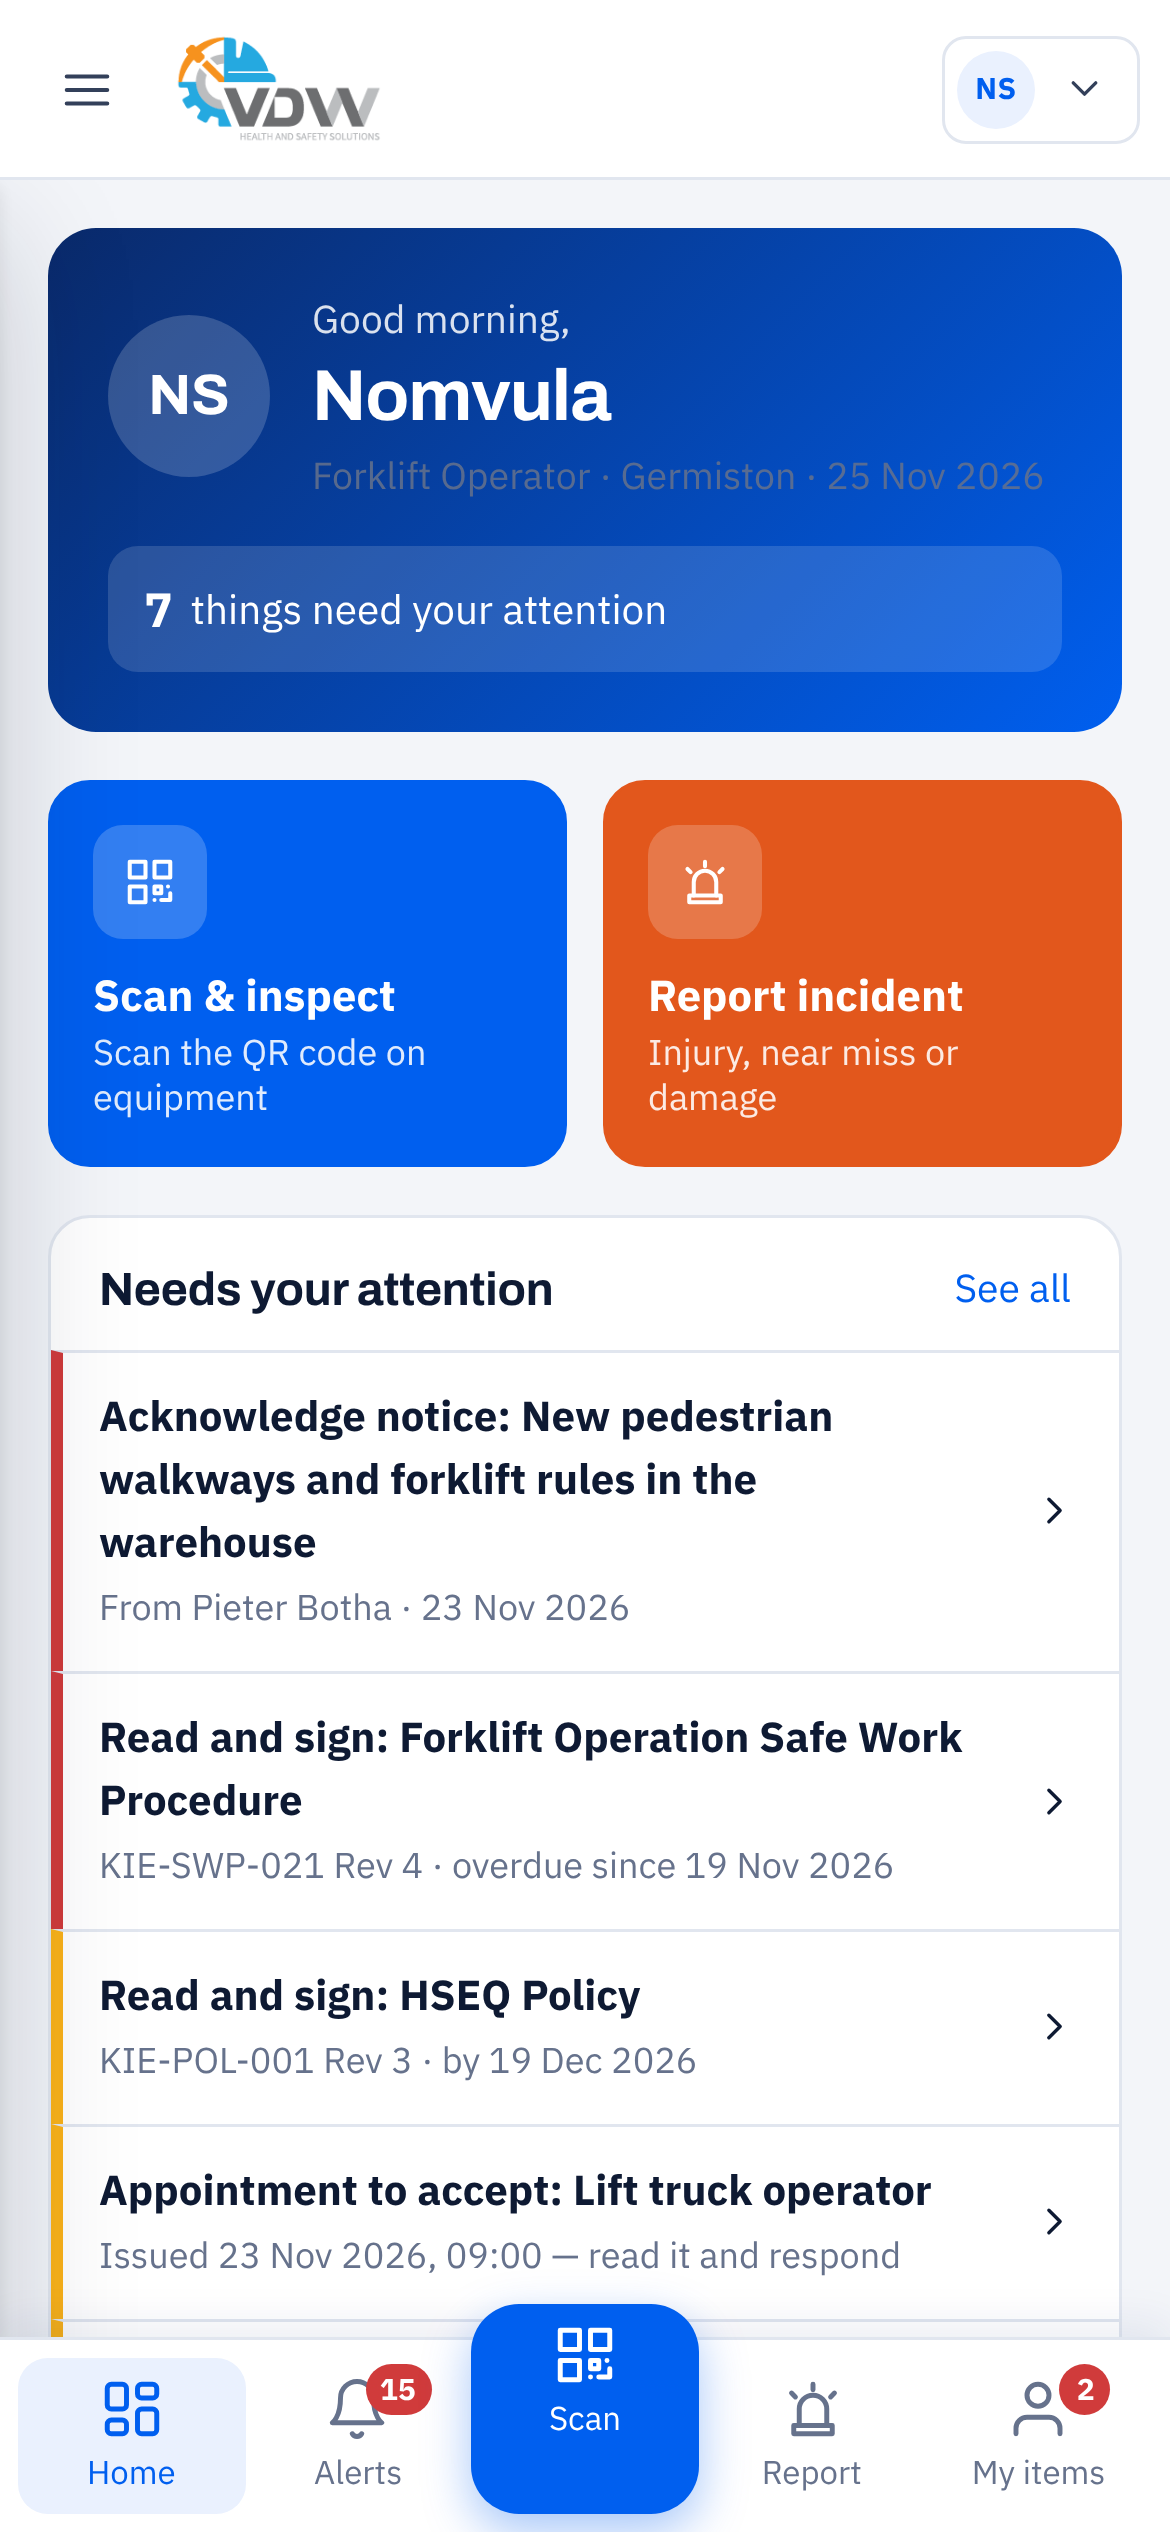 VDW
HEALTH AND SAFETY SOLUTIONS
NS
NS
Good morning,
Nomvula
Forklift Operator · Germiston · 25 Nov 2026
7 things need your attention
Scan & inspect
Scan the QR code on
equipment
Report incident
Injury, near miss or
damage
Needs your attention
See all
Acknowledge notice: New pedestrian
walkways and forklift rules in the
warehouse
From Pieter Botha · 23 Nov 2026
Read and sign: Forklift Operation Safe Work
Procedure
KIE-SWP-021 Rev 4 · overdue since 19 Nov 2026
Read and sign: HSEQ Policy
KIE-POL-001 Rev 3 · by 19 Dec 2026
Appointment to accept: Lift truck operator
Issued 23 Nov 2026, 09:00 — read it and respond
Home
15
Alerts
Scan
Report
2
My items